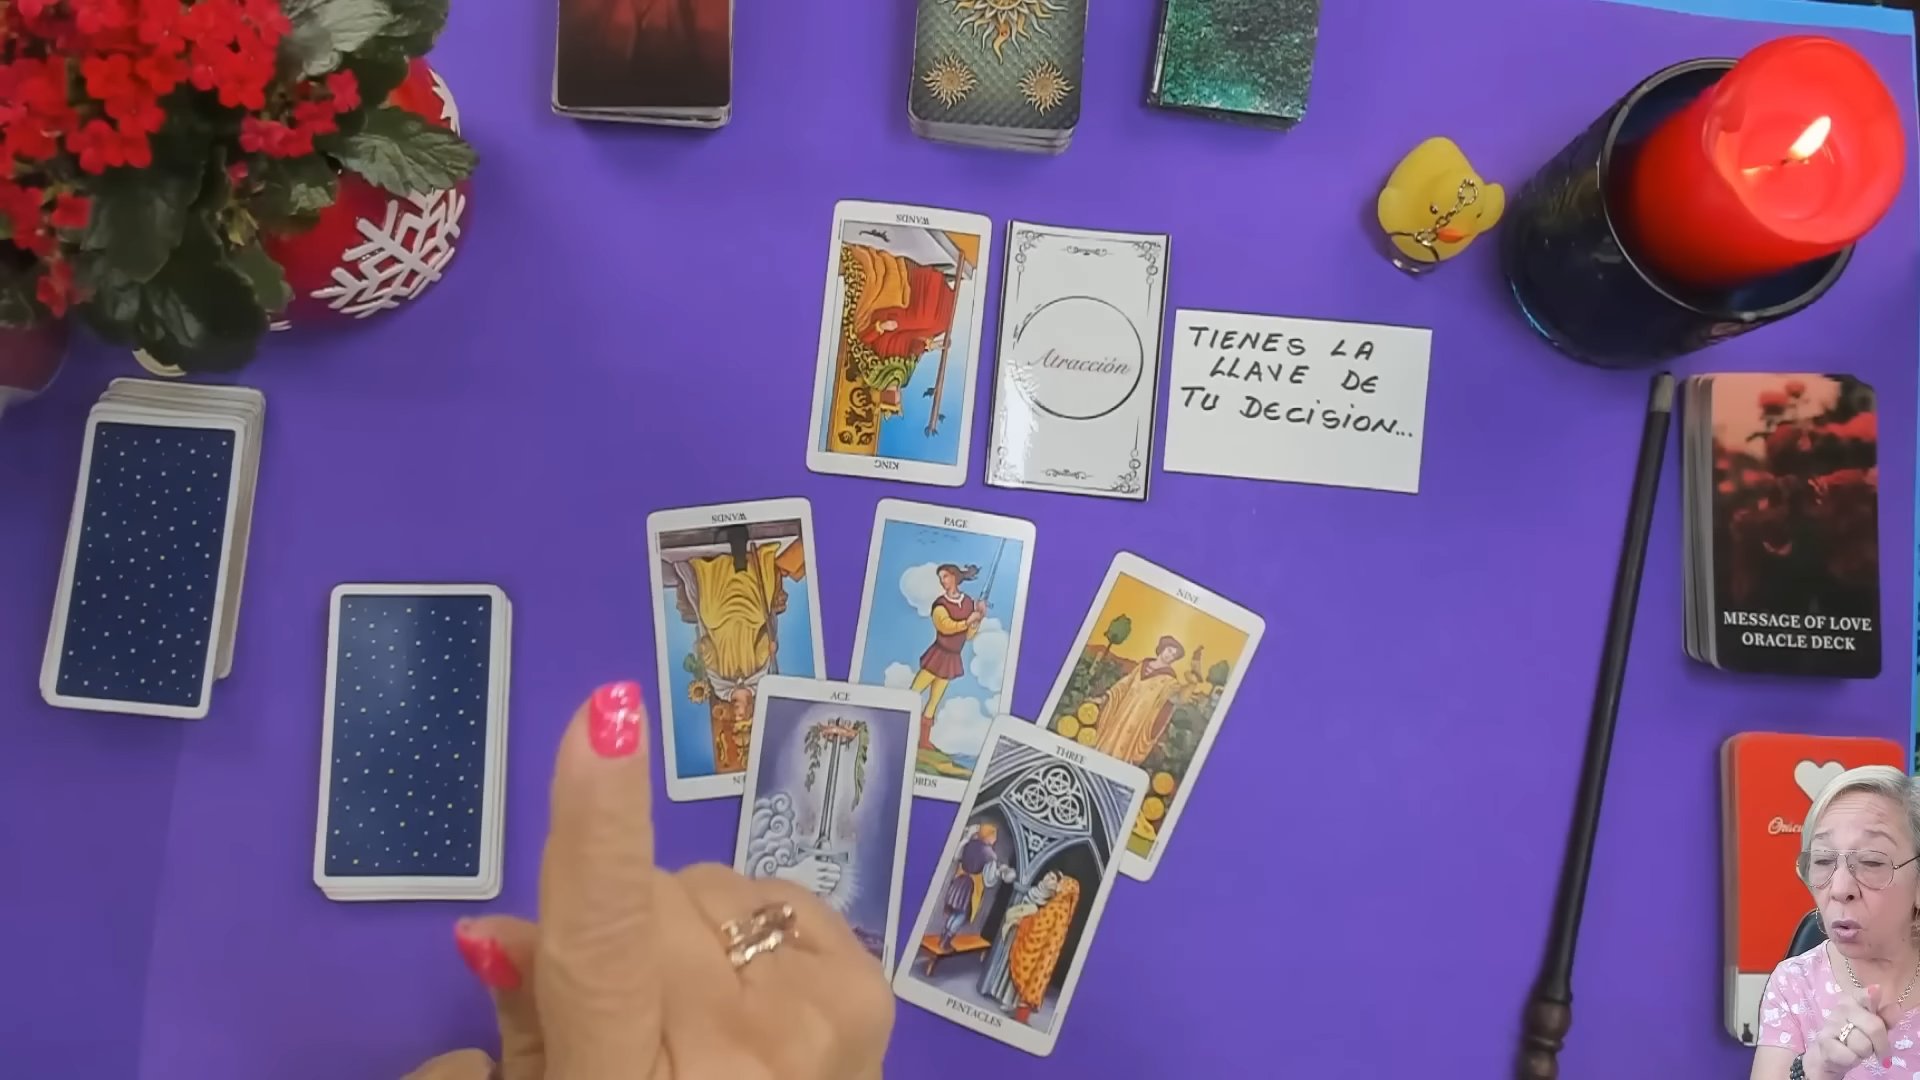 WANDS
KING
Atracción
TIENES LA
LLAVE DE
TU DECISION...
WANDS
PAGE
NINE
ACE
THREE
PENTACLES
MESSAGE OF LOVE
ORACLE DECK